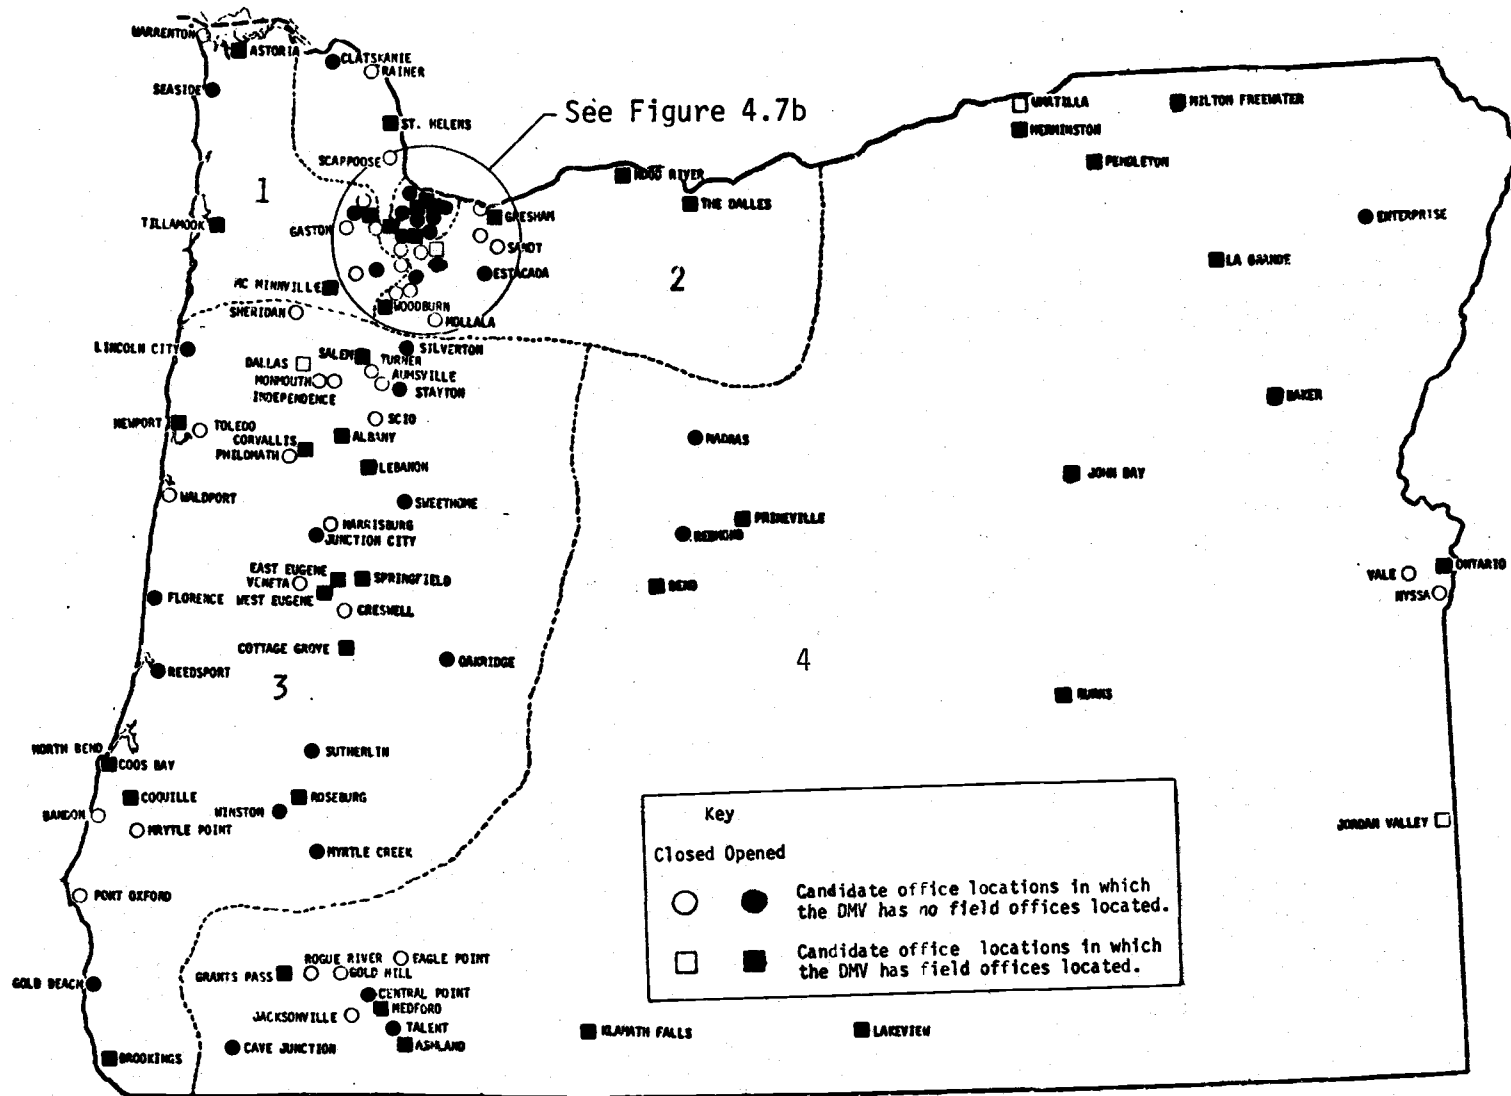 WARRENTON
ASTORIA
CLATSKANIE
RAINER
SEASIDE
See Figure 4.7b
UMATILLA
MILTON FREEWATER
ST. HELENS
HERMINSTON
SCAPPOOSE
PENDLETON
HOOD RIVER
1
THE DALLES
TILLAMOOK
GASTON
GRESHAM
ENTERPRISE
SANDY
LA GRANDE
ESTACADA
2
MC MINNVILLE
WOODBURN
SHERIDAN
MOLLALA
LINCOLN CITY
SALEM
SILVERTON
DALLAS
TURNER
MONMOUTH
AUMSVILLE
INDEPENDENCE
STAYTON
BAKER
NEWPORT
TOLEDO
SCIO
CORVALLIS
ALBANY
MADRAS
PHILOMATH
LEBANON
JOHN DAY
WALDPORT
SWEETHOME
HARRISBURG
PRINEVILLE
JUNCTION CITY
REDMOND
EAST EUGENE
SPRINGFIELD
ONTARIO
VENETA
VALE
BEND
WEST EUGENE
NYSSA
FLORENCE
CRESWELL
COTTAGE GROVE
OAKRIDGE
4
REEDSPORT
3
BURNS
NORTH BEND
SUTHERLIN
COOS BAY
COQUILLE
ROSEBURG
BANDON
WINSTON
MRYTLE POINT
JORDAN VALLEY
MYRTLE CREEK
Key
Closed Opened
PORT OXFORD
Candidate office locations in which
the DMV has no field offices located.
Candidate office locations in which
the DMV has field offices located.
ROGUE RIVER
EAGLE POINT
GRANTS PASS
GOLD HILL
GOLD BEACH
CENTRAL POINT
MEDFORD
JACKSONVILLE
TALENT
KLAMATH FALLS
LAKEVIEW
CAVE JUNCTION
ASHLAND
BROOKINGS